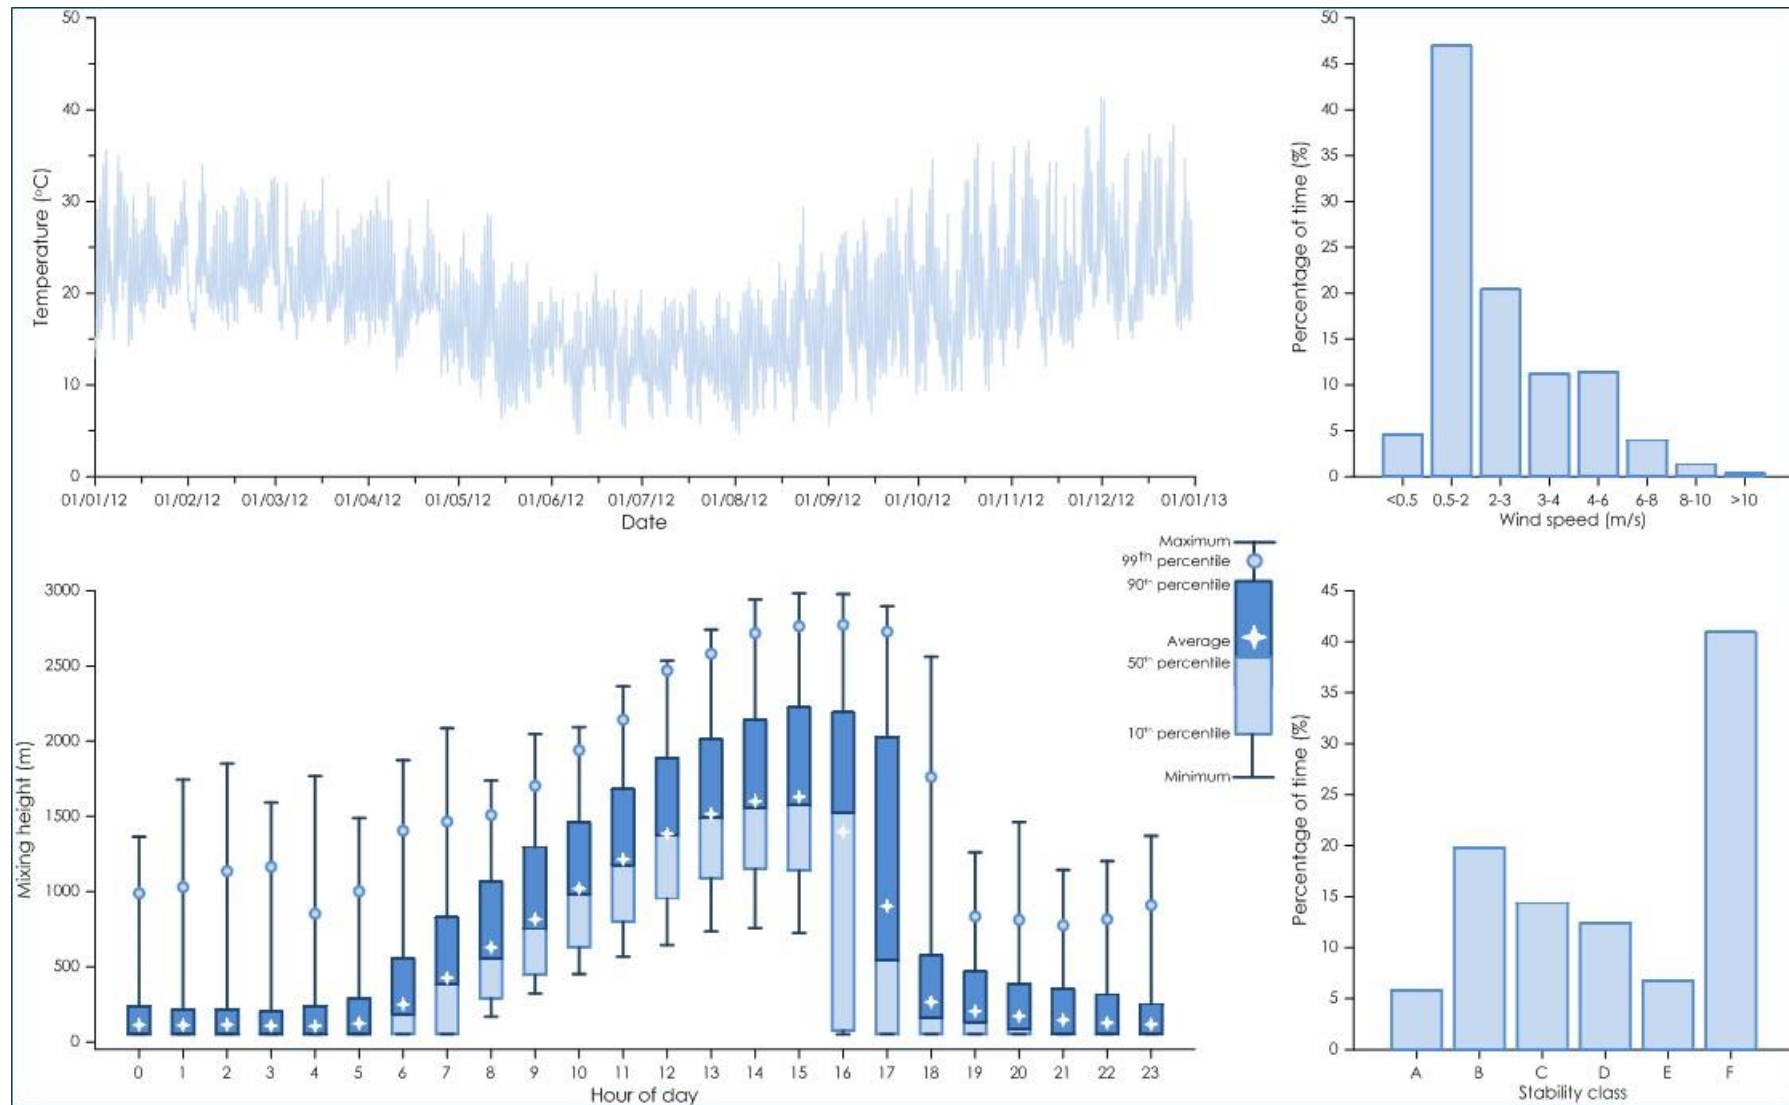 50
40
30
20
10
0
Temperature (°C)
01/01/12 01/02/12 01/03/12 01/04/12 01/05/12 01/06/12 01/07/12 01/08/12 01/09/12 01/10/12 01/11/12 01/12/12 01/01/13
Date
50
45
40
35
30
25
20
15
10
5
0
Percentage of time (%)
<0.5 0.5-2 2-3 3-4 4-6 6-8 8-10 >10
Wind speed (m/s)
3000
2500
2000
1500
1000
500
0
Mixing height (m)
0 1 2 3 4 5 6 7 8 9 10 11 12 13 14 15 16 17 18 19 20 21 22 23
Hour of day
Maximum
99th percentile
90th percentile
Average
50th percentile
10th percentile
Minimum
45
40
35
30
25
20
15
10
5
0
Percentage of time (%)
A B C D E F
Stability class